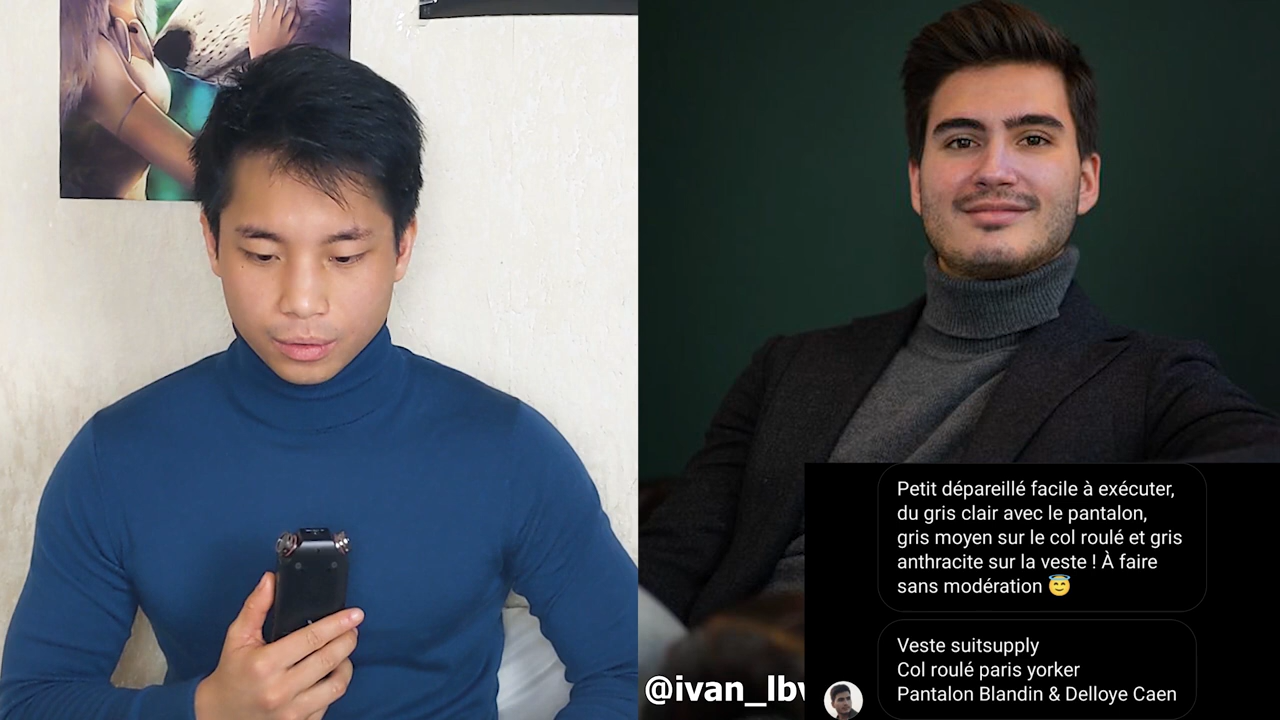 Petit dépareillé facile à exécuter,
du gris clair avec le pantalon,
gris moyen sur le col roulé et gris
anthracite sur la veste ! À faire
sans modération 😇
Veste suitsupply
Col roulé paris yorker
Pantalon Blandin & Delloye Caen
@ivan_lbv